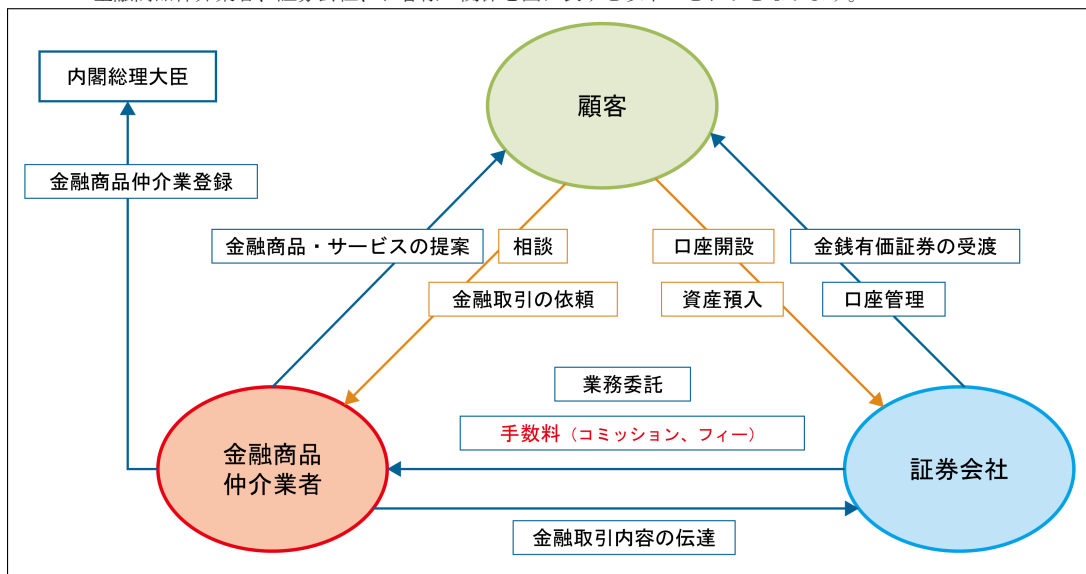 内閣総理大臣
顧客
金融商品仲介業登録
金融商品・サービスの提案
相談
口座開設
金銭有価証券の受渡
金融取引の依頼
資産預入
口座管理
業務委託
手数料（コミッション、フィー）
金融商品
仲介業者
証券会社
金融取引内容の伝達